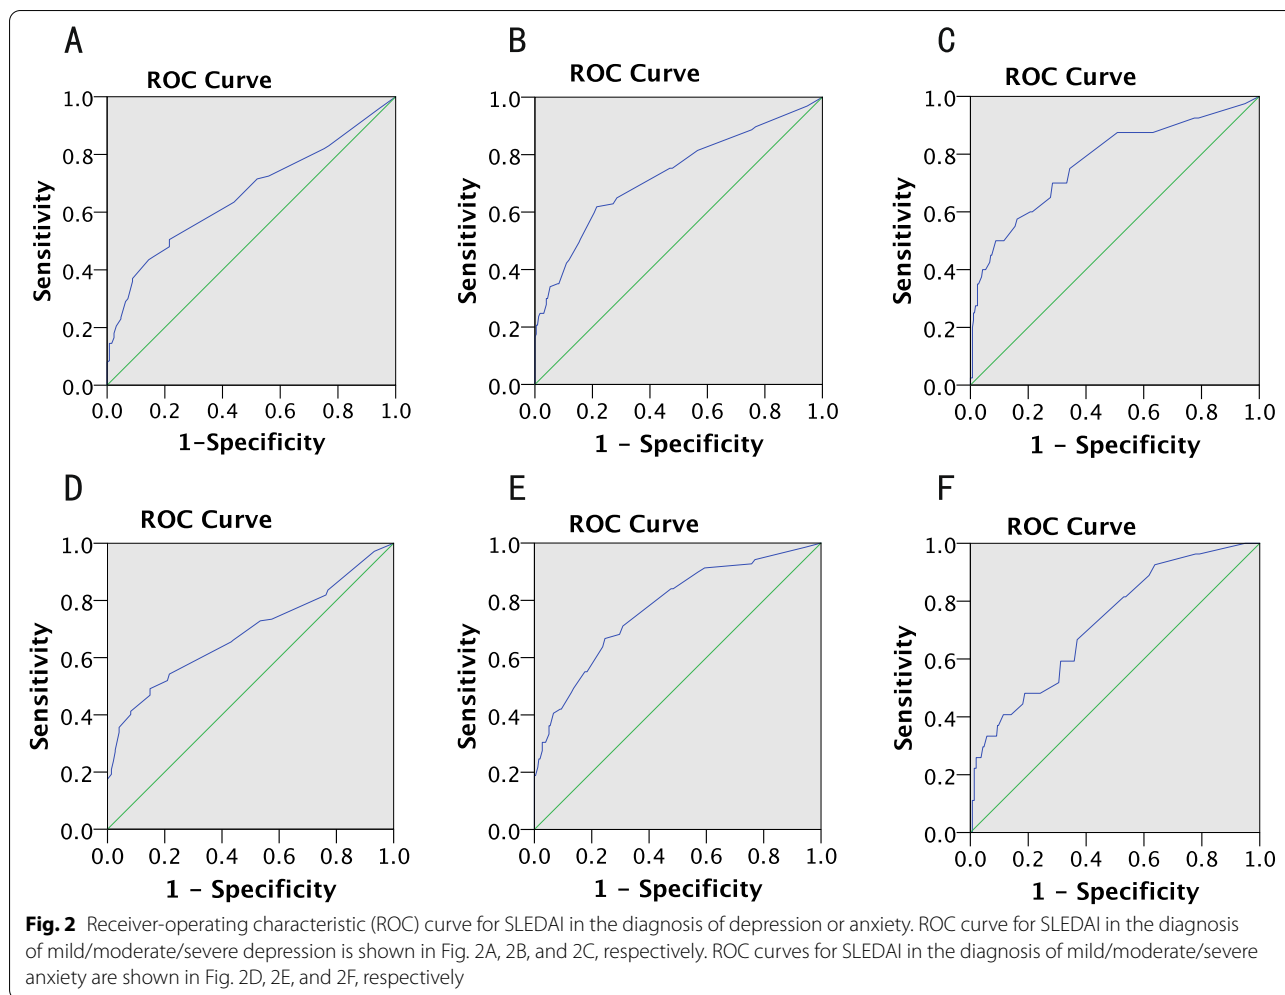 A
B
C
ROC Curve
ROC Curve
ROC Curve
1.0
0.8
0.6
0.4
0.2
0.0
Sensitivity
0.0 0.2 0.4 0.6 0.8 1.0
1-Specificity
1.0
0.8
0.6
0.4
0.2
0.0
Sensitivity
0.0 0.2 0.4 0.6 0.8 1.0
1 - Specificity
1.0
0.8
0.6
0.4
0.2
0.0
Sensitivity
0.0 0.2 0.4 0.6 0.8 1.0
1 - Specificity
D
E
F
ROC Curve
ROC Curve
ROC Curve
1.0
0.8
0.6
0.4
0.2
0.0
Sensitivity
0.0 0.2 0.4 0.6 0.8 1.0
1 - Specificity
1.0
0.8
0.6
0.4
0.2
0.0
Sensitivity
0.0 0.2 0.4 0.6 0.8 1.0
1 - Specificity
1.0
0.8
0.6
0.4
0.2
0.0
Sensitivity
0.0 0.2 0.4 0.6 0.8 1.0
1 - Specificity
Fig. 2 Receiver-operating characteristic (ROC) curve for SLEDAI in the diagnosis of depression or anxiety. ROC curve for SLEDAI in the diagnosis
of mild/moderate/severe depression is shown in Fig. 2A, 2B, and 2C, respectively. ROC curves for SLEDAI in the diagnosis of mild/moderate/severe
anxiety are shown in Fig. 2D, 2E, and 2F, respectively